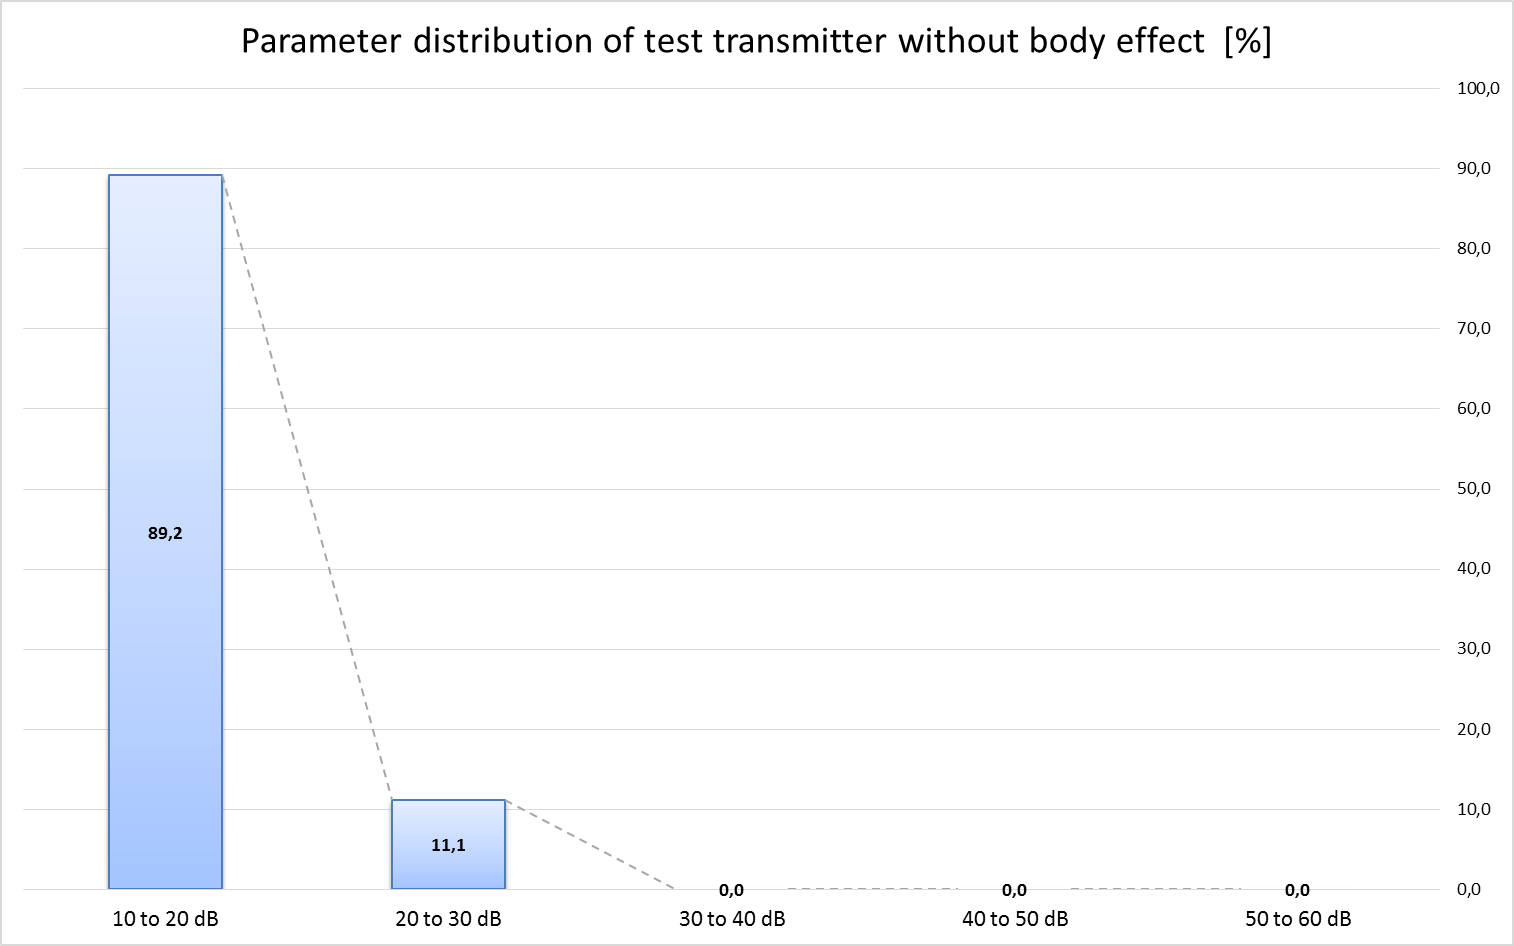 Parameter distribution of test transmitter without body effect  [%]
100,0
90,0
80,0
70,0
60,0
50,0
40,0
30,0
20,0
10,0
0,0
89,2
11,1
0,0
0,0
0,0
10 to 20 dB
20 to 30 dB
30 to 40 dB
40 to 50 dB
50 to 60 dB